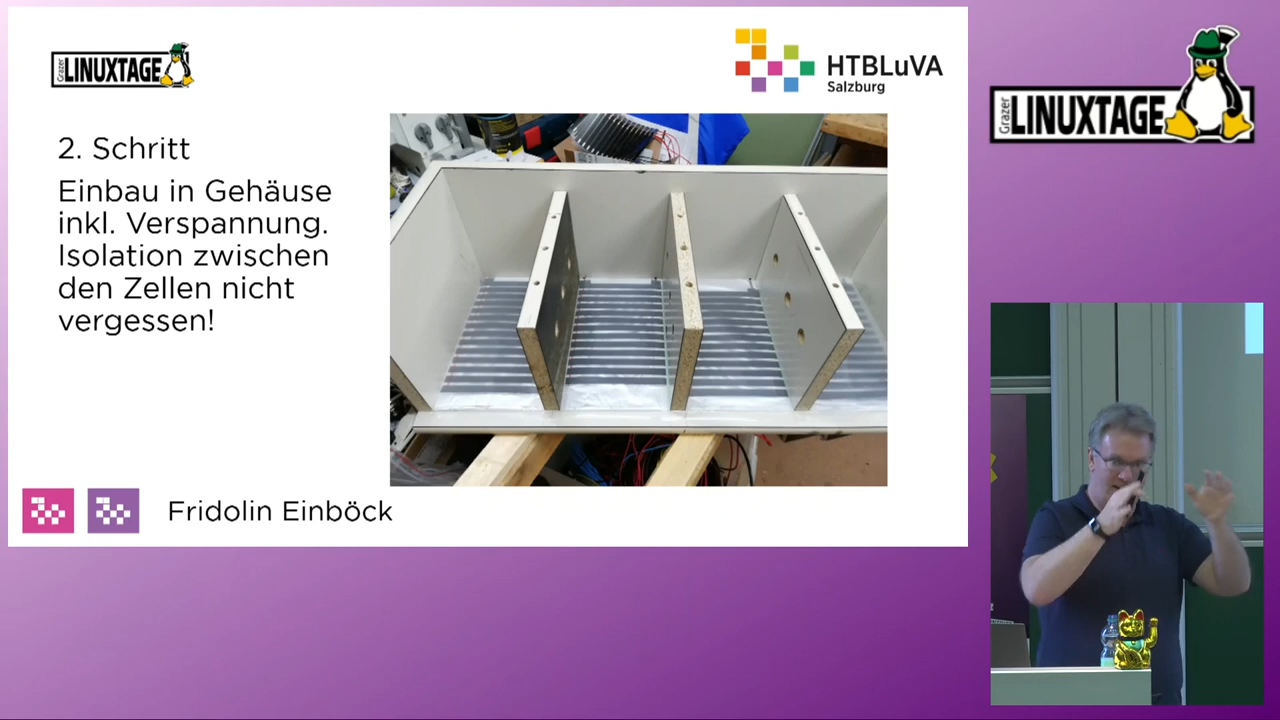 Grazer LINUXTAGE
HTBLuVA
Salzburg
2. Schritt
Einbau in Gehäuse
inkl. Verspannung.
Isolation zwischen
den Zellen nicht
vergessen!
Fridolin Einböck
Grazer LINUXTAGE